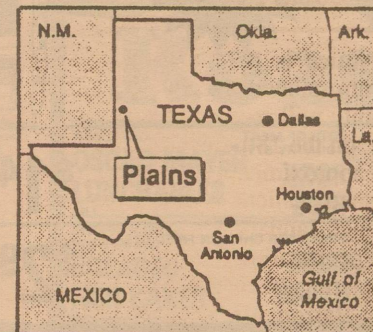 N.M.
Okla.
Ark.
TEXAS
Dallas
La.
Plains
Houston
San
Antonio
Gulf of
Mexico
MEXICO